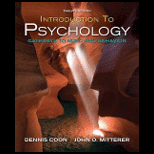 INTRODUCTION TO
PSYCHOLOGY
DENNIS COON
JOHN O. MITTERER